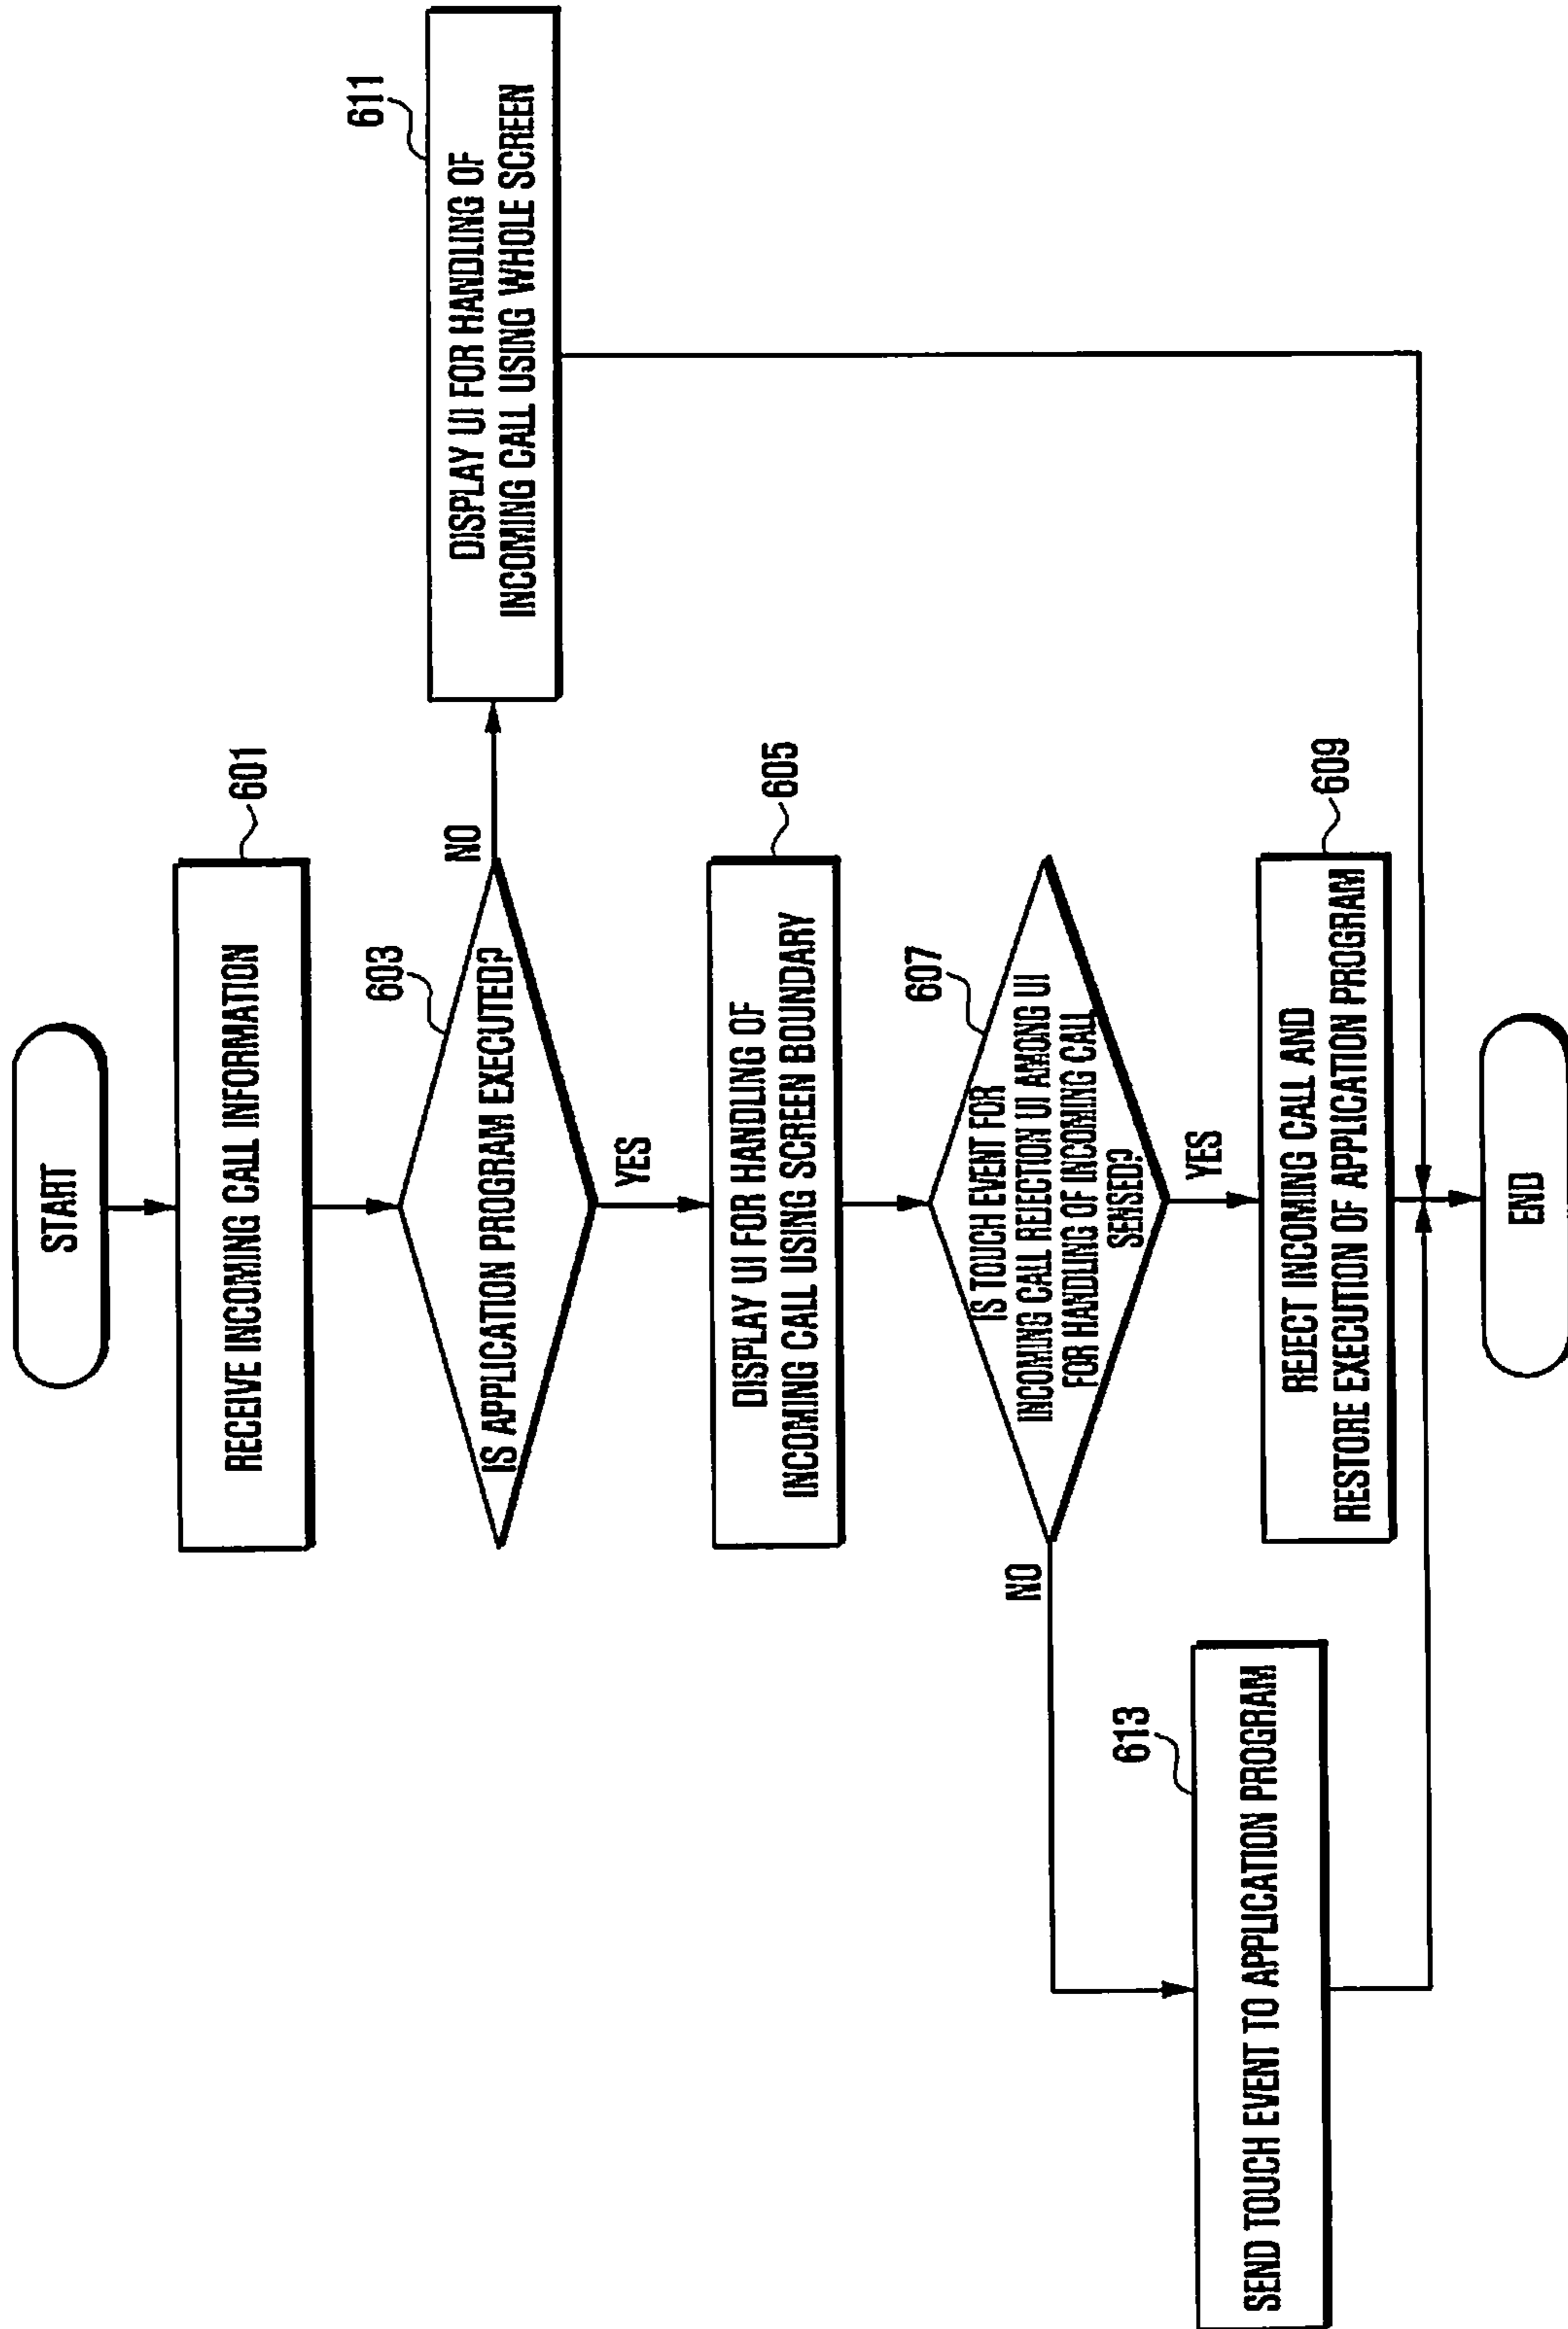 START
RECEIVE INCOMING CALL INFORMATION
601
IS APPLICATION PROGRAM EXECUTED?
603
NO
DISPLAY UI FOR HANDLING OF
INCOMING CALL USING WHOLE SCREEN
611
YES
DISPLAY UI FOR HANDLING OF
INCOMING CALL USING SCREEN BOUNDARY
605
IS TOUCH EVENT FOR
INCOMING CALL REJECTION UI AMONG UI
FOR HANDLING OF INCOMING CALL
SENSED?
607
NO
SEND TOUCH EVENT TO APPLICATION PROGRAM
613
YES
REJECT INCOMING CALL AND
RESTORE EXECUTION OF APPLICATION PROGRAM
609
END